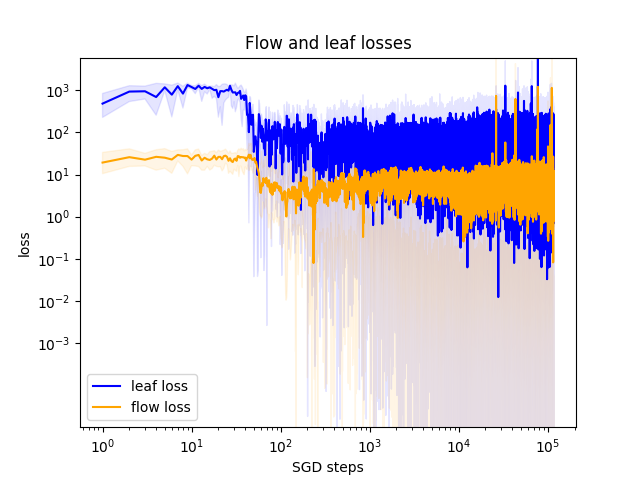 Flow and leaf losses
loss
10³
10²
10¹
10⁰
10⁻¹
10⁻²
10⁻³
leaf loss
flow loss
10⁰ 10¹ 10² 10³ 10⁴ 10⁵
SGD steps